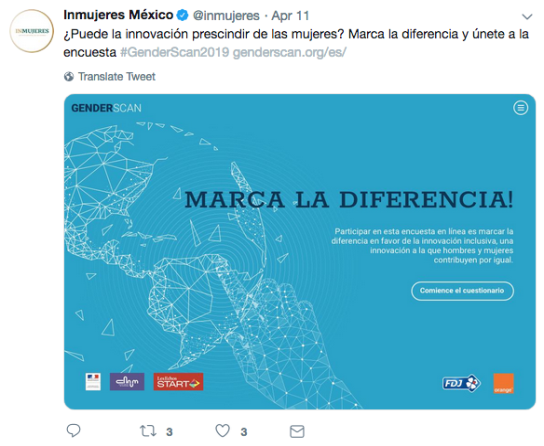 Inmujeres México @inmujeres · Apr 11
¿Puede la innovación prescindir de las mujeres? Marca la diferencia y únete a la
encuesta #GenderScan2019 genderscan.org/es/
Translate Tweet
INMUJERES
GENDERSCAN
MARCA LA DIFERENCIA!
Participar en esta encuesta en línea es marcar la
diferencia en favor de la innovación inclusiva, una
innovación a la que hombres y mujeres
contribuyen por igual.
Comience el cuestionario
START
FDJ
orange
3
3